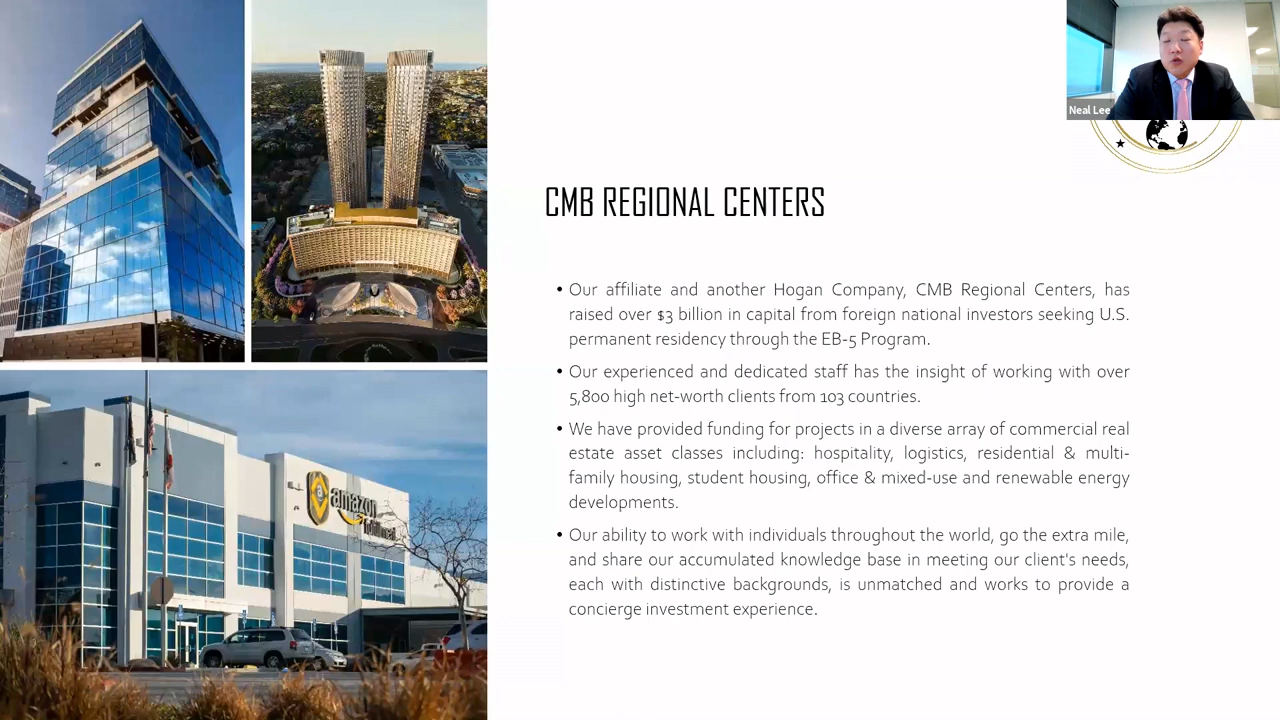 Neal Lee
CMB REGIONAL CENTERS
• Our affiliate and another Hogan Company, CMB Regional Centers, has
raised over $3 billion in capital from foreign national investors seeking U.S.
permanent residency through the EB-5 Program.
• Our experienced and dedicated staff has the insight of working with over
5,800 high net-worth clients from 103 countries.
• We have provided funding for projects in a diverse array of commercial real
estate asset classes including: hospitality, logistics, residential & multi-
family housing, student housing, office & mixed-use and renewable energy
developments.
• Our ability to work with individuals throughout the world, go the extra mile,
and share our accumulated knowledge base in meeting our client's needs,
each with distinctive backgrounds, is unmatched and works to provide a
concierge investment experience.
amazon